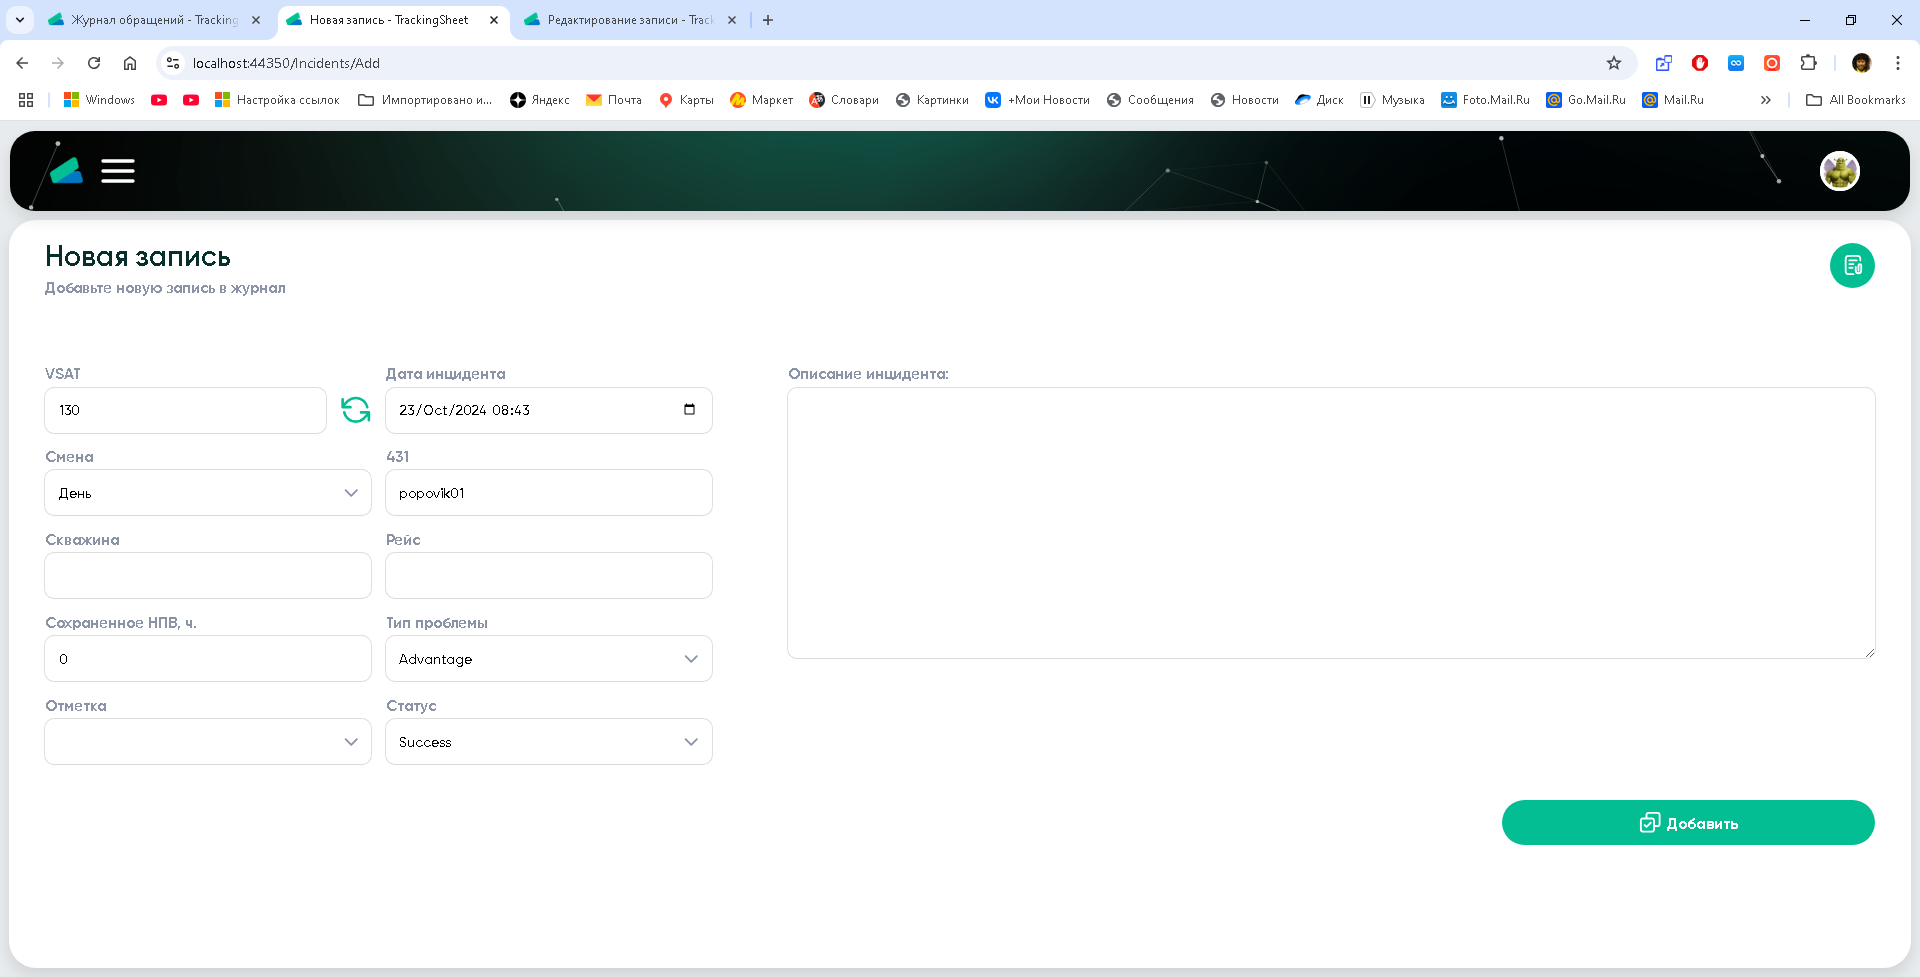 Журнал обращений - Tracking
Новая запись - TrackingSheet
Редактирование записи - Track
localhost:44350/Incidents/Add
Windows
Настройка ссылок
Импортировано и...
Яндекс
Почта
Карты
Маркет
Словари
Картинки
+Мои Новости
Сообщения
Новости
Диск
Музыка
Foto.Mail.Ru
Go.Mail.Ru
Mail.Ru
All Bookmarks
Новая запись
Добавьте новую запись в журнал
VSAT
Дата инцидента
Описание инцидента:
130
23/Oct/2024 08:43
Смена
431
День
popovik01
Скважина
Рейс
Сохраненное НПВ, ч.
Тип проблемы
0
Advantage
Отметка
Статус
Success
Добавить